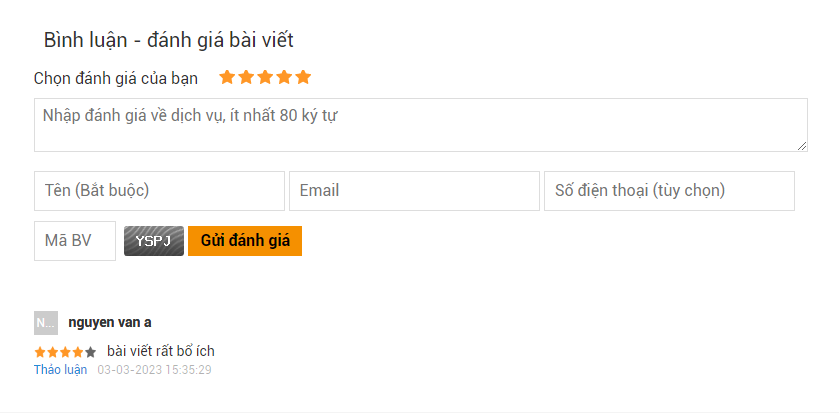 Bình luận - đánh giá bài viết
Chọn đánh giá của bạn
Nhập đánh giá về dịch vụ, ít nhất 80 ký tự
Tên (Bắt buộc) Email Số điện thoại (tùy chọn)
Mã BV YSPJ Gửi đánh giá
N... nguyen van a
bài viết rất bổ ích
Thảo luận 03-03-2023 15:35:29